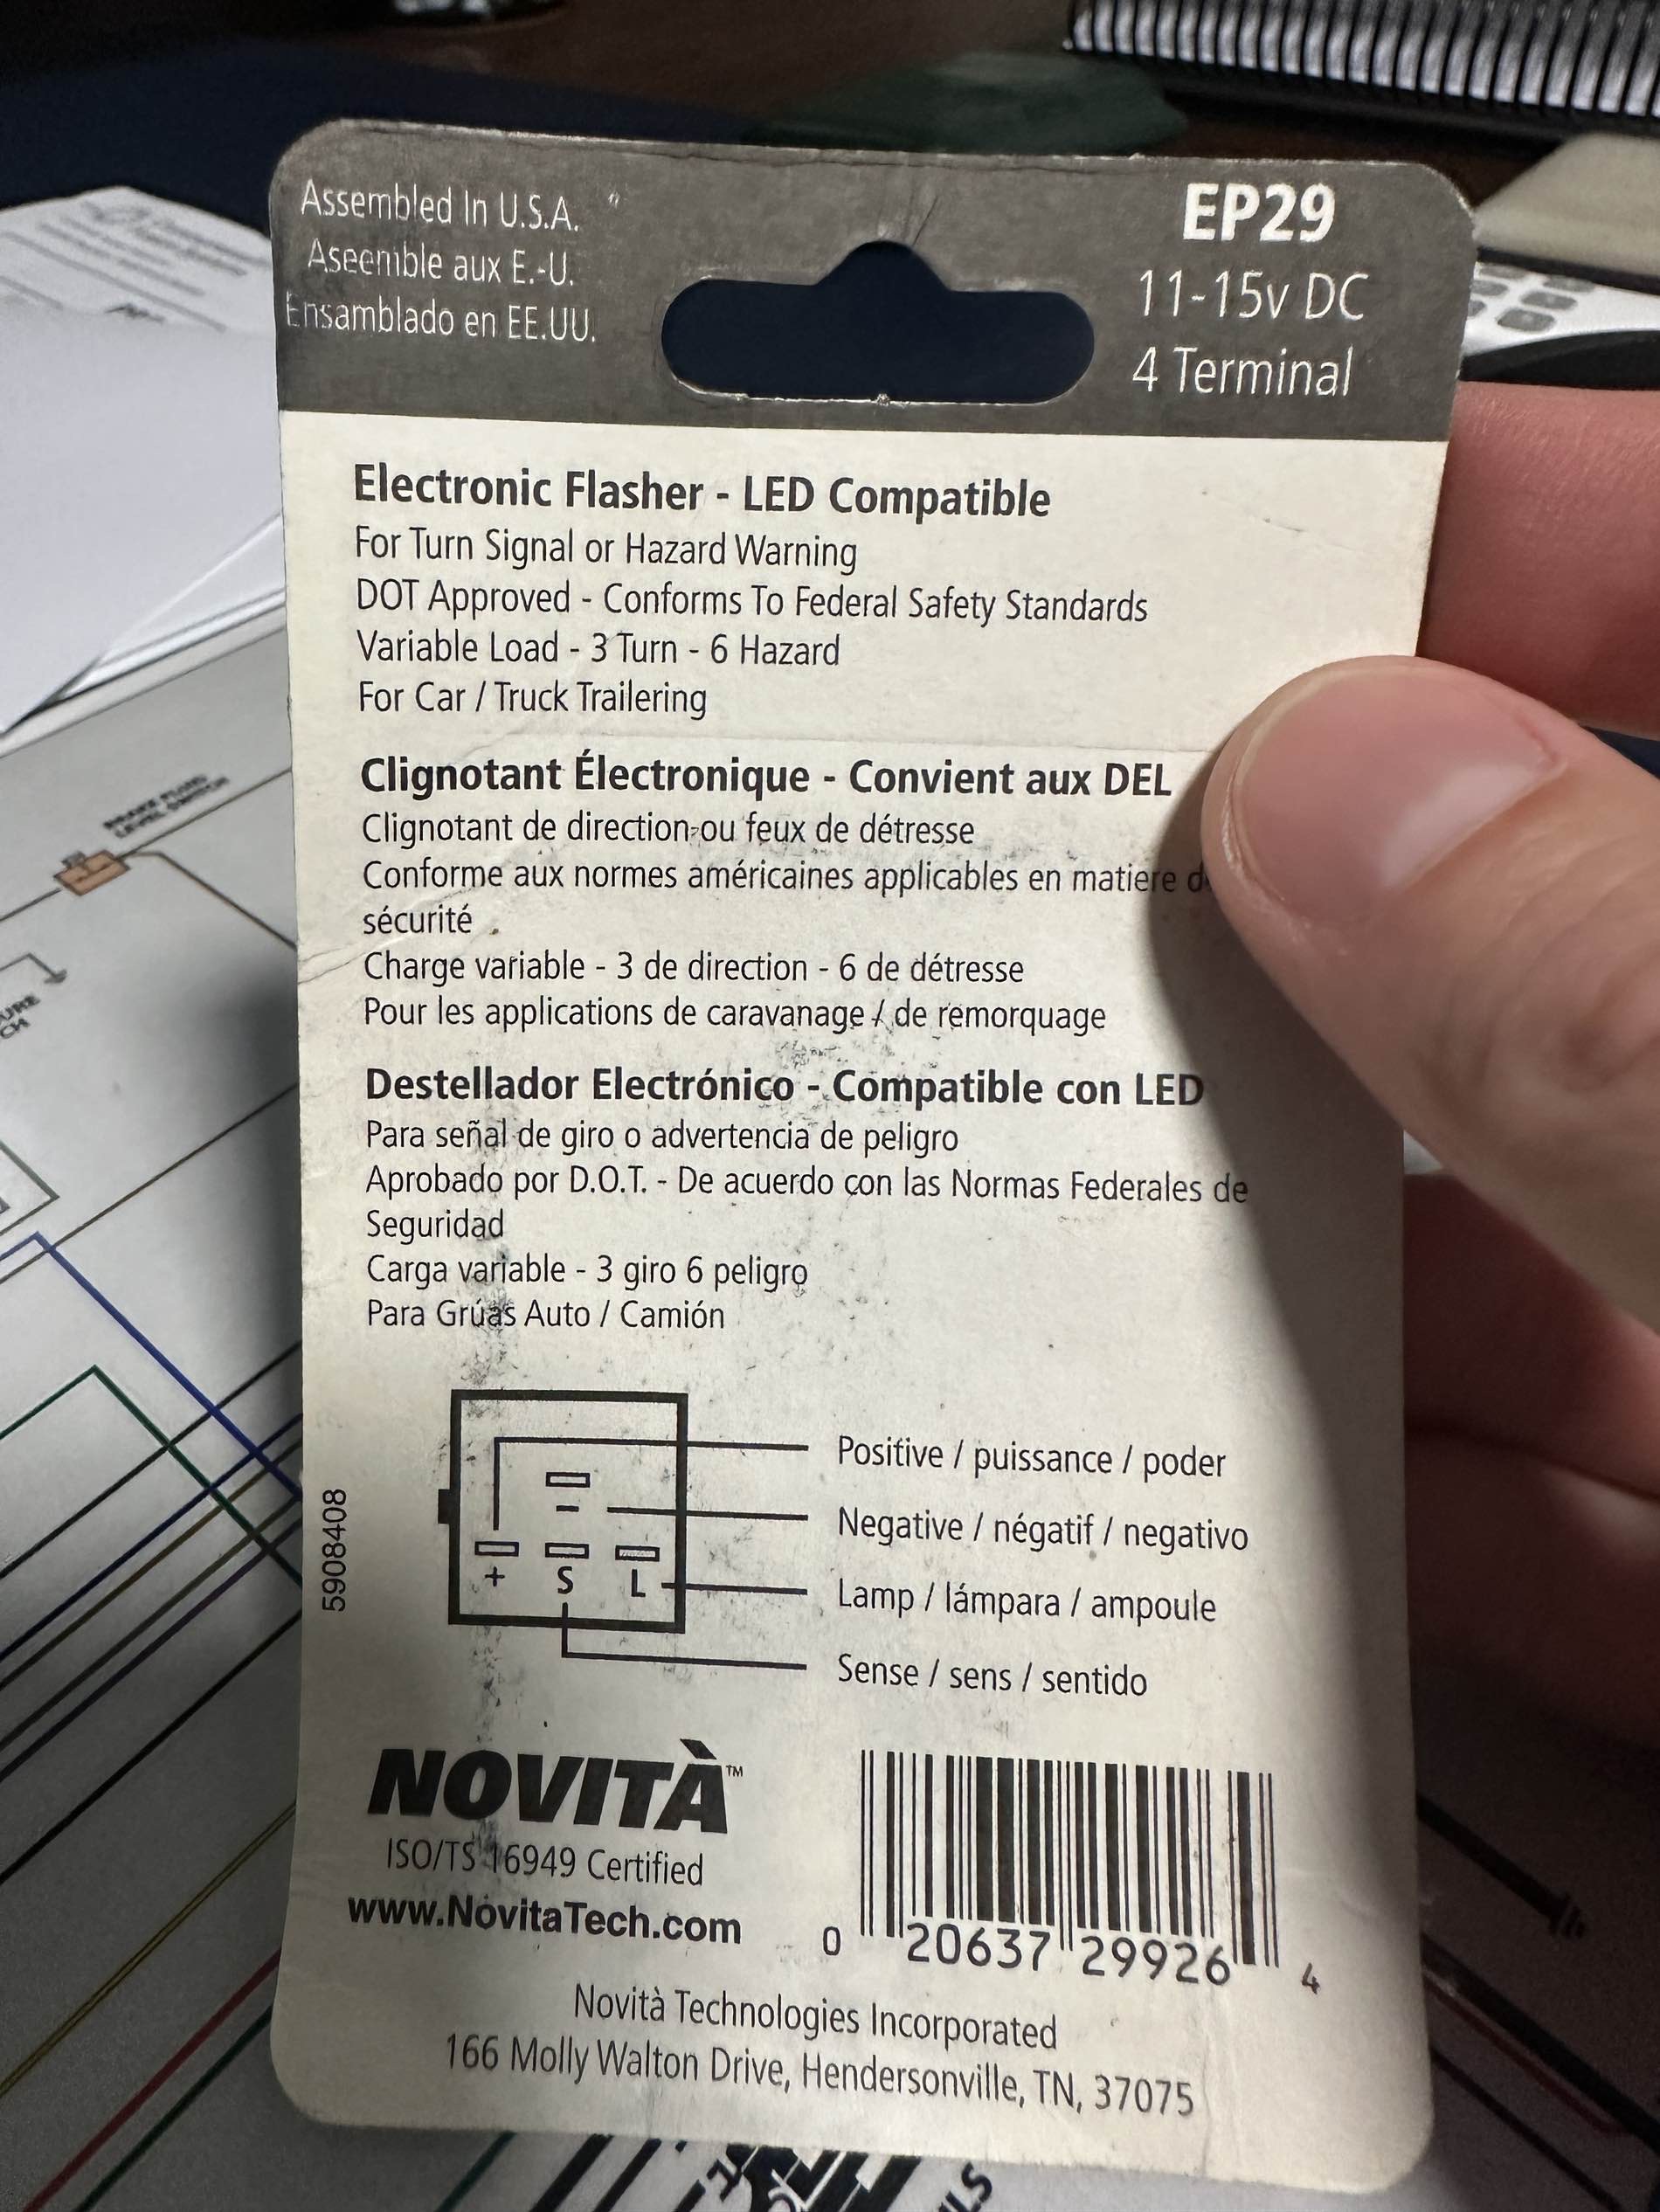 Assembled In U.S.A.
Aseemble aux E.-U.
Ensamblado en EE.UU.
EP29
11-15v DC
4 Terminal
Electronic Flasher - LED Compatible
For Turn Signal or Hazard Warning
DOT Approved - Conforms To Federal Safety Standards
Variable Load - 3 Turn - 6 Hazard
For Car / Truck Trailering
Clignotant Électronique - Convient aux DEL
Clignotant de direction ou feux de détresse
Conforme aux normes américaines applicables en matiere
sécurité
Charge variable - 3 de direction - 6 de détresse
Pour les applications de caravanage / de remorquage
Destellador Electrónico - Compatible con LED
Para señal de giro o advertencia de peligro
Aprobado por D.O.T. - De acuerdo con las Normas Federales de
Seguridad
Carga variable - 3 giro 6 peligro
Para Grúas Auto / Camión
Positive / puissance / poder
Negative / négatif / negativo
Lamp / lámpara / ampoule
Sense / sens / sentido
-
+ S L
5908408
NOVITÀ™
ISO/TS 16949 Certified
www.NovitaTech.com
0 20637 29926 4
Novità Technologies Incorporated
166 Molly Walton Drive, Hendersonville, TN, 37075
BRAKE FLUID
LEVEL SWITCH